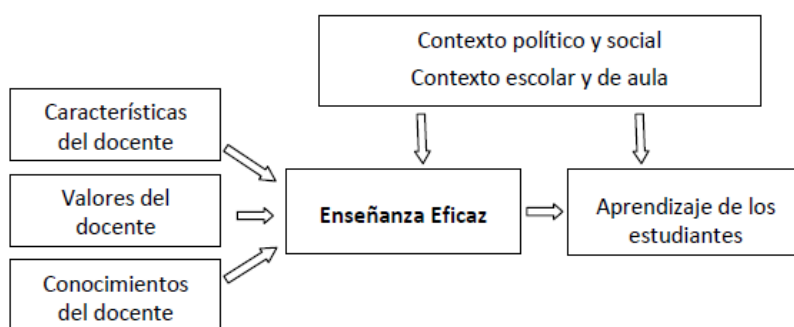 Contexto político y social
Contexto escolar y de aula
Características
del docente
Valores del
docente
Enseñanza Eficaz
Aprendizaje de los
estudiantes
Conocimientos
del docente